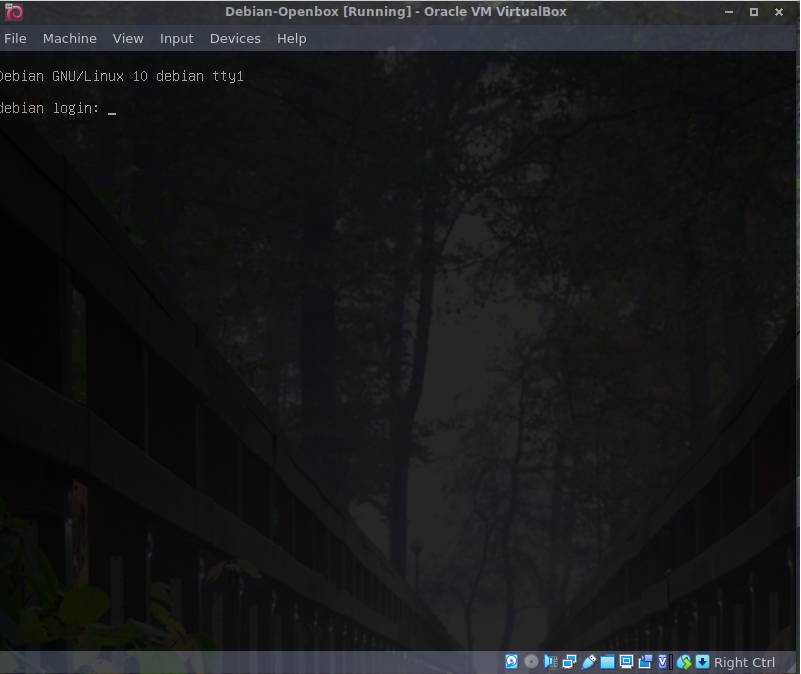 Debian-Openbox [Running] - Oracle VM VirtualBox
File Machine View Input Devices Help
Debian GNU/Linux 10 debian tty1
debian login: _
Right Ctrl